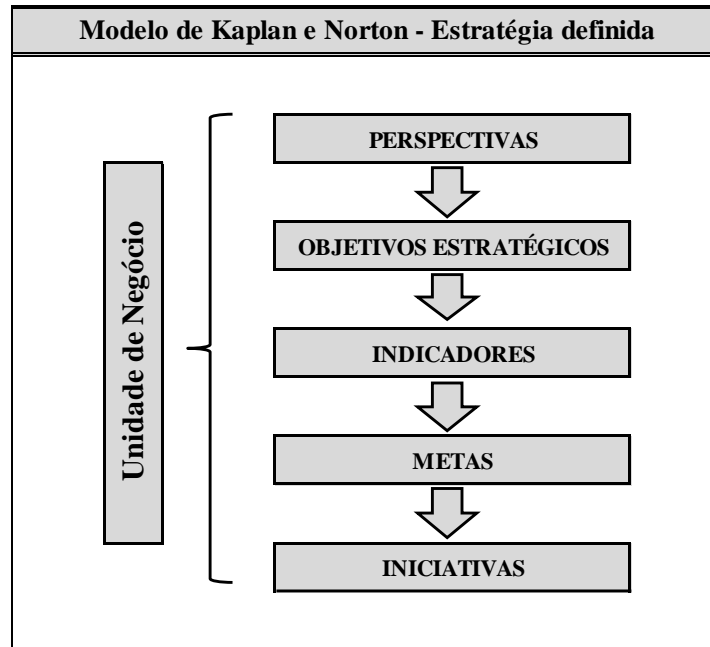 Modelo de Kaplan e Norton - Estratégia definida
Unidade de Negócio
PERSPECTIVAS
OBJETIVOS ESTRATÉGICOS
INDICADORES
METAS
INICIATIVAS